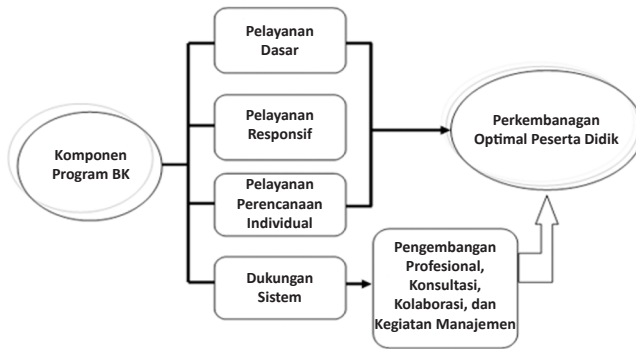 Komponen
Program BK
Pelayanan
Dasar
Pelayanan
Responsif
Pelayanan
Perencanaan
Individual
Dukungan
Sistem
Pengembangan
Profesional,
Konsultasi,
Kolaborasi, dan
Kegiatan Manajemen
Perkembanagan
Optimal Peserta Didik